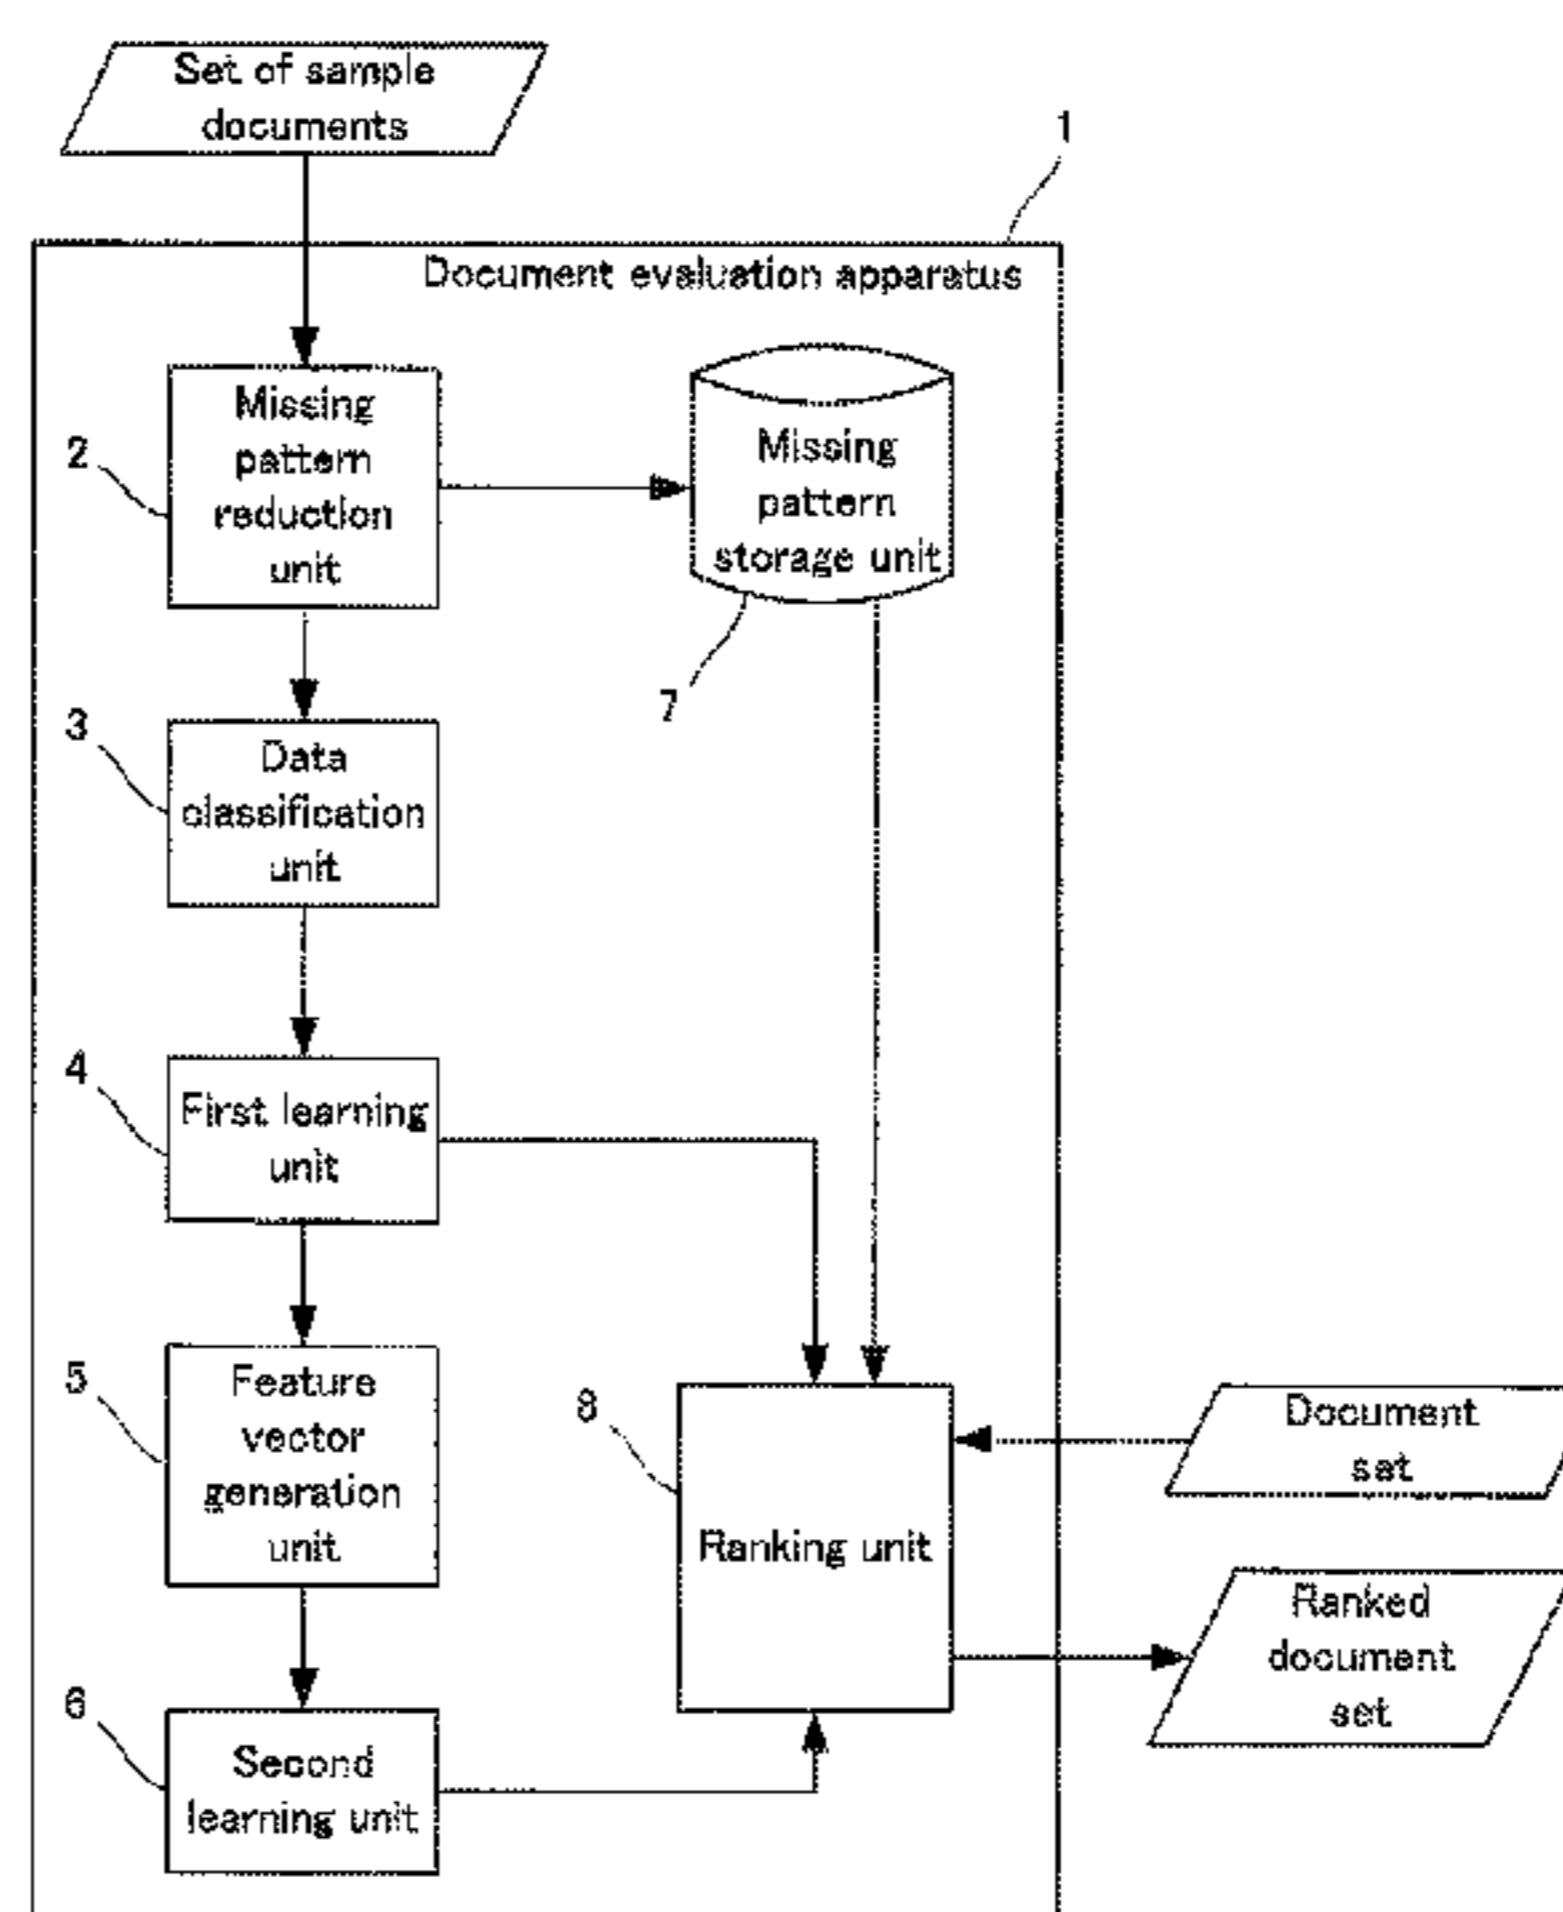 Set of sample
documents
1
Document evaluation apparatus
Missing
pattern
reduction
unit
2
Missing
pattern
storage unit
7
3
Data
classification
unit
4
First learning
unit
5
Feature
vector
generation
unit
8
Ranking unit
Document
set
Ranked
document
set
6
Second
learning unit